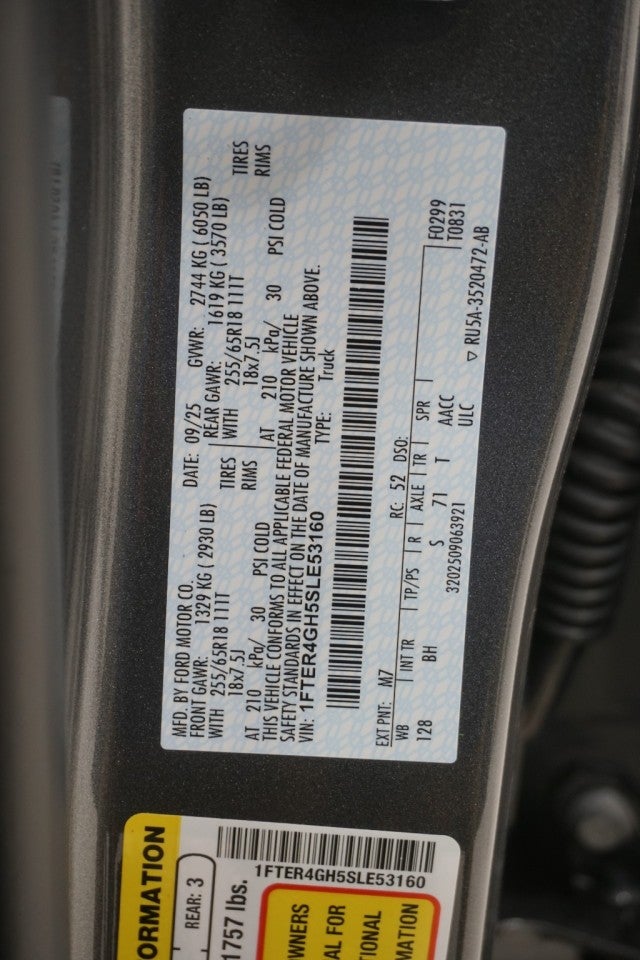 MFD. BY FORD MOTOR CO. DATE: 09/25 GVWR: 2744 KG ( 6050 LB)
FRONT GAWR: 1329 KG ( 2930 LB) REAR GAWR: 1619 KG ( 3570 LB)
WITH 255/65R18 111T TIRES WITH 255/65R18 111T TIRES
18x7.5J RIMS 18x7.5J RIMS
AT 210 kPa/ 30 PSI COLD AT 210 kPa/ 30 PSI COLD
THIS VEHICLE CONFORMS TO ALL APPLICABLE FEDERAL MOTOR VEHICLE
SAFETY STANDARDS IN EFFECT ON THE DATE OF MANUFACTURE SHOWN ABOVE.
VIN: 1FTER4GH5SLE53160 TYPE: Truck
EXT PNT: M7 RC: 52 DSO: F0299
WB INT TR TP/PS R AXLE TR SPR T0831
128 BH S 71 T AACC
ULC
3202509063921 ▽ RU5A-3520472-AB
ORMATION
REAR: 3
1757 lbs.
1FTER4GH5SLE53160
WNERS
AL FOR
TIONAL
MATION